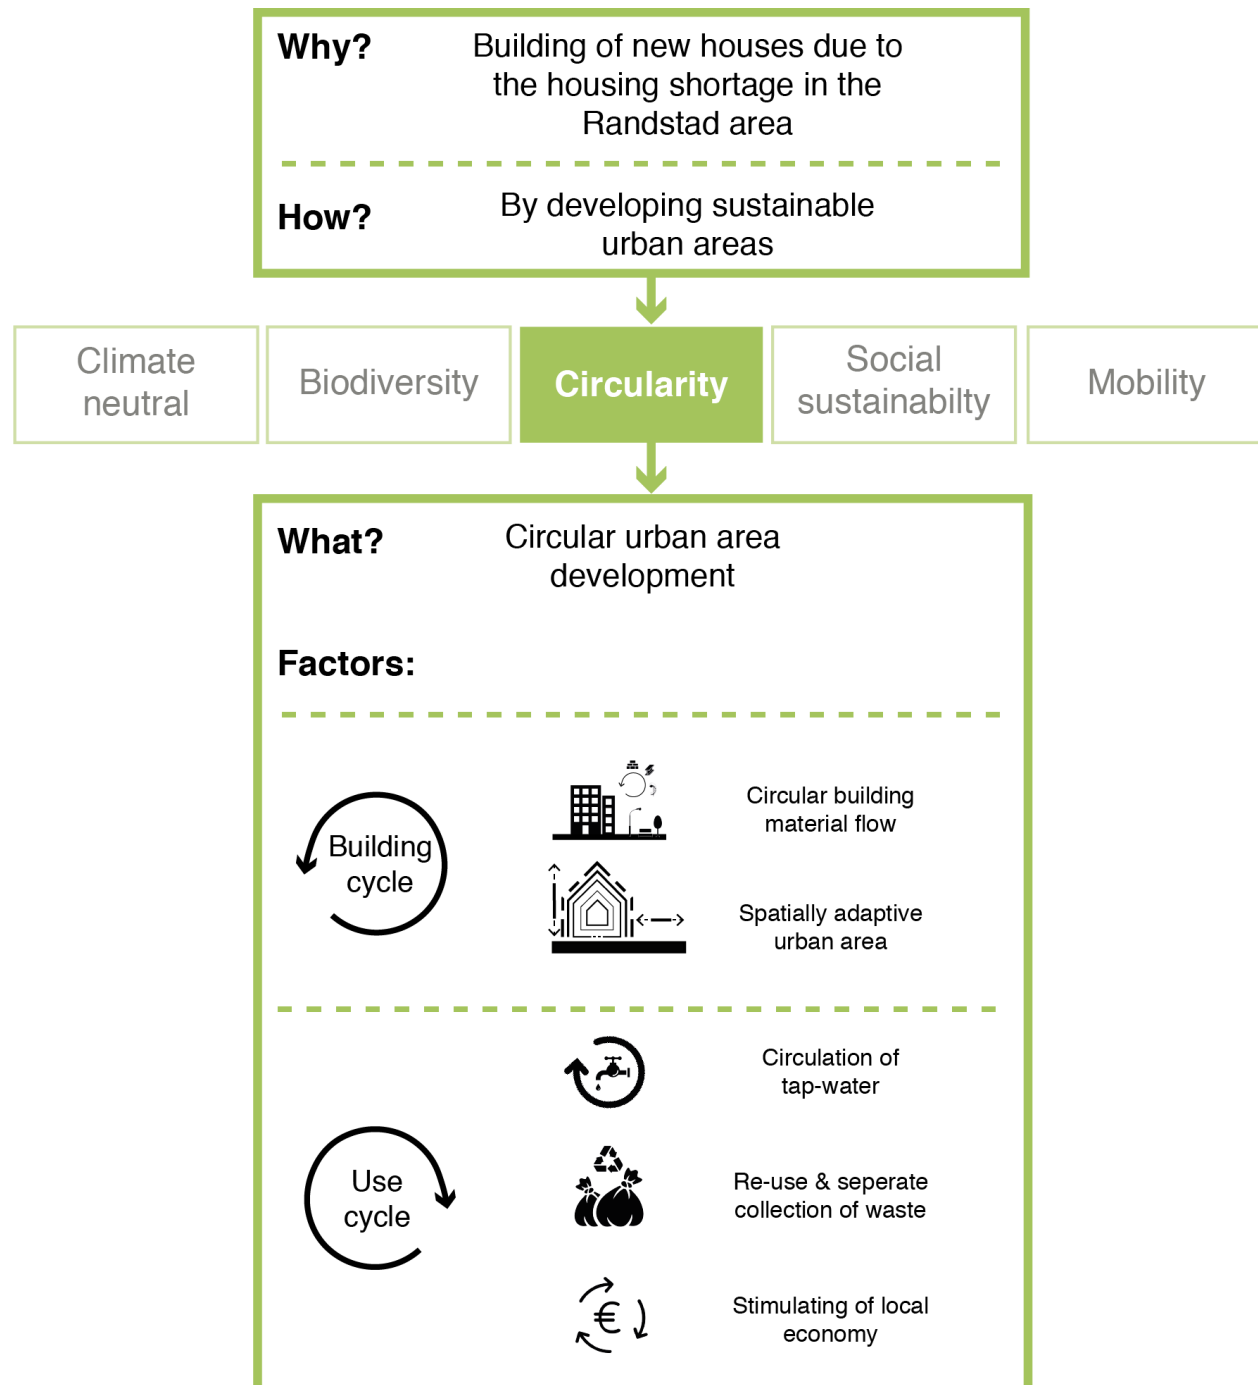 Why?
Building of new houses due to
the housing shortage in the
Randstad area
How?
By developing sustainable
urban areas
Climate
neutral
Biodiversity
Circularity
Social
sustainabilty
Mobility
What?
Circular urban area
development
Factors:
Building
cycle
Circular building
material flow
Spatially adaptive
urban area
Use
cycle
Circulation of
tap-water
Re-use & seperate
collection of waste
€
Stimulating of local
economy